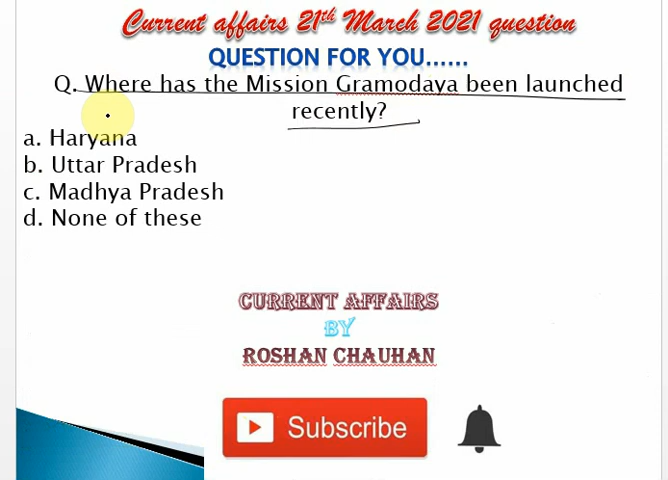 Current affairs 21th March 2021 question
QUESTION FOR YOU......
Q. Where has the Mission Gramodaya been launched
recently?
a. Haryana
b. Uttar Pradesh
c. Madhya Pradesh
d. None of these
CURRENT AFFAIRS
BY
ROSHAN CHAUHAN
Subscribe